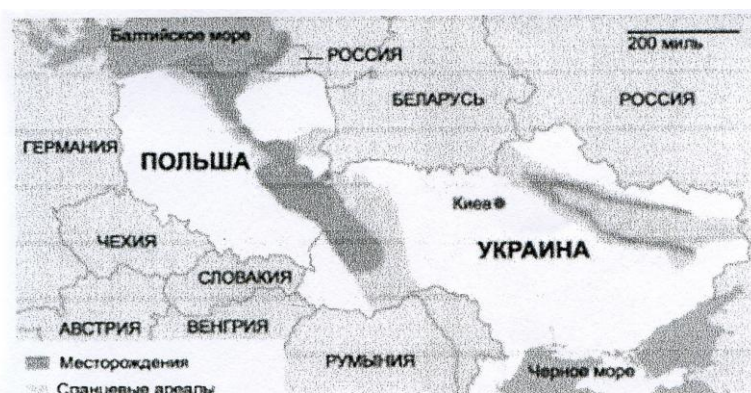 Балтийское море
200 миль
РОССИЯ
БЕЛАРУСЬ
РОССИЯ
ГЕРМАНИЯ
ПОЛЬША
Киев
ЧЕХИЯ
УКРАИНА
СЛОВАКИЯ
АВСТРИЯ
ВЕНГРИЯ
РУМЫНИЯ
Черное море
Месторождения
Сланцевые ареалы